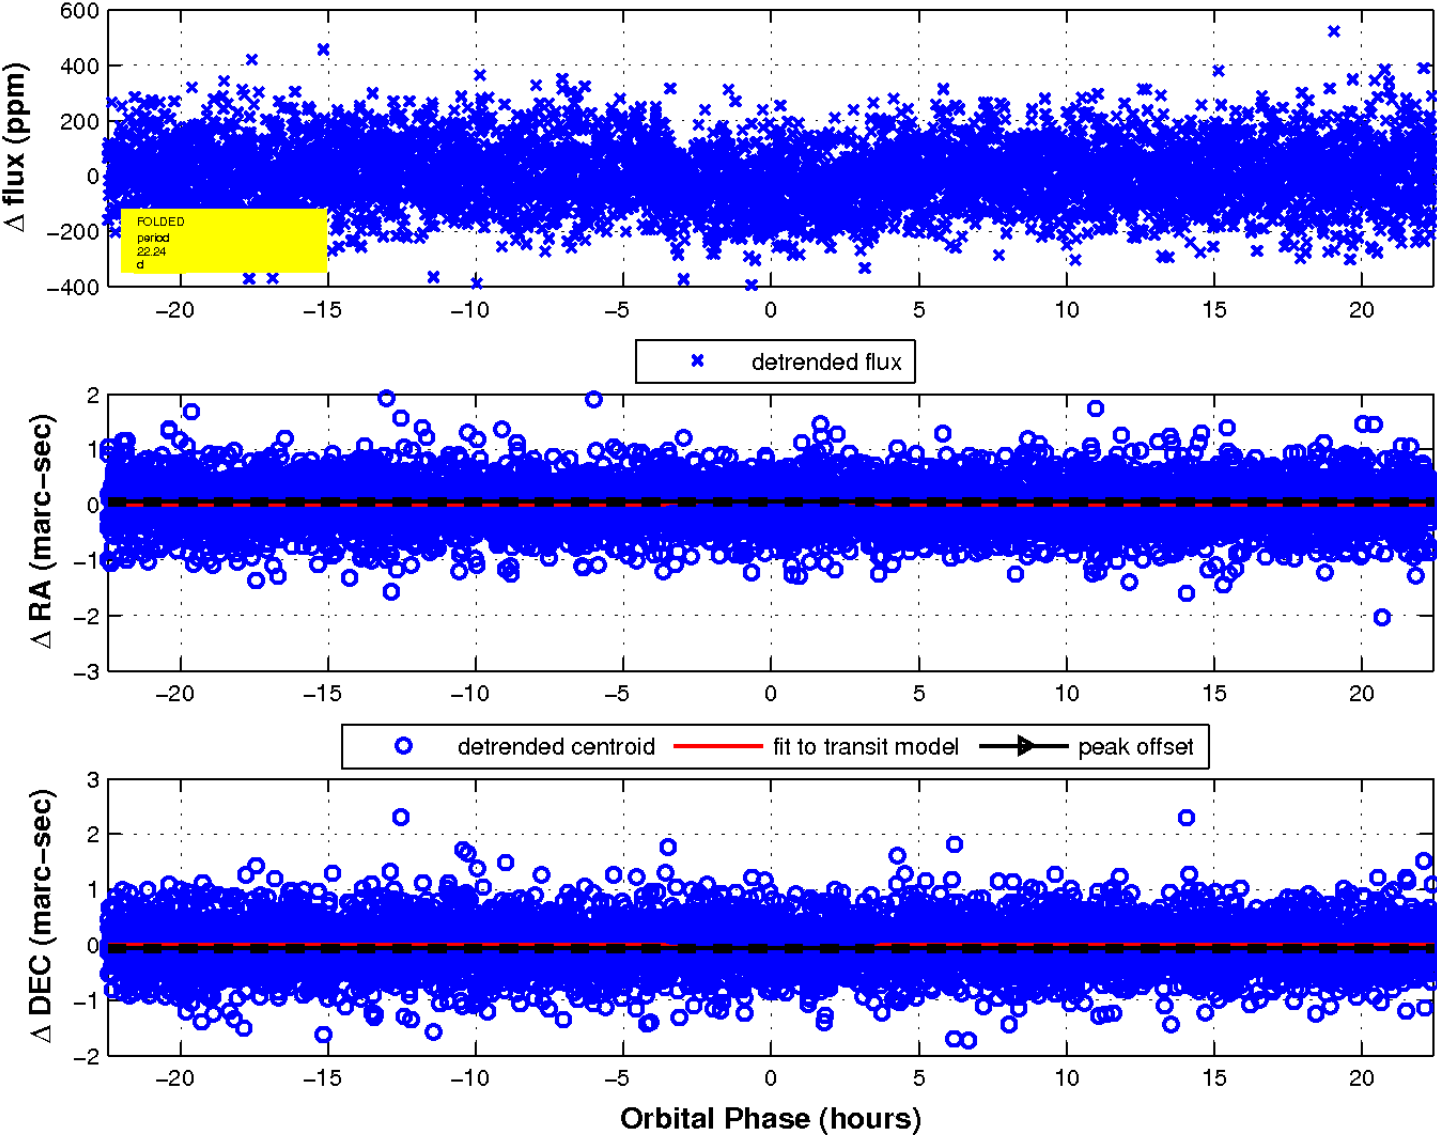 600
400
200
0
−200
−400
Δ flux (ppm)
FOLDED
period
22.24
d
−20 −15 −10 −5 0 5 10 15 20
detrended flux
2
1
0
−1
−2
−3
Δ RA (marc−sec)
−20 −15 −10 −5 0 5 10 15 20
detrended centroid fit to transit model peak offset
3
2
1
0
−1
−2
Δ DEC (marc−sec)
−20 −15 −10 −5 0 5 10 15 20
Orbital Phase (hours)